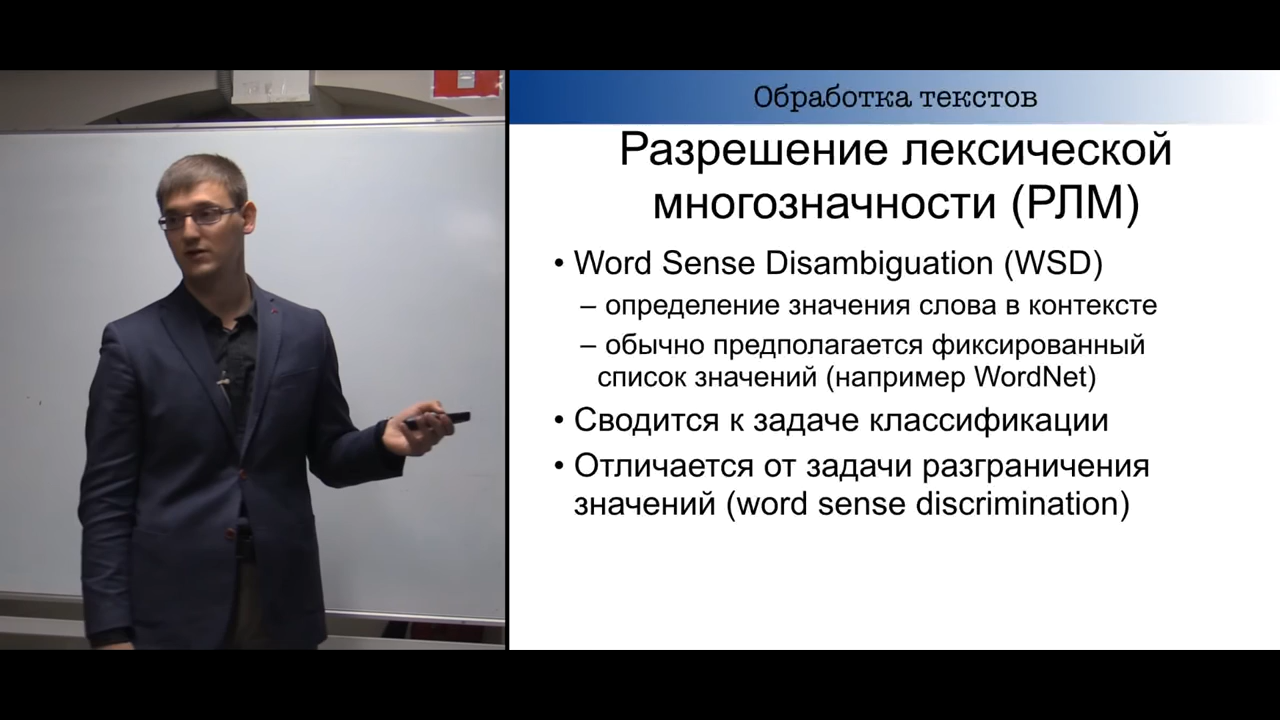 Обработка текстов
Разрешение лексической
многозначности (РЛМ)
• Word Sense Disambiguation (WSD)
– определение значения слова в контексте
– обычно предполагается фиксированный
список значений (например WordNet)
• Сводится к задаче классификации
• Отличается от задачи разграничения
значений (word sense discrimination)